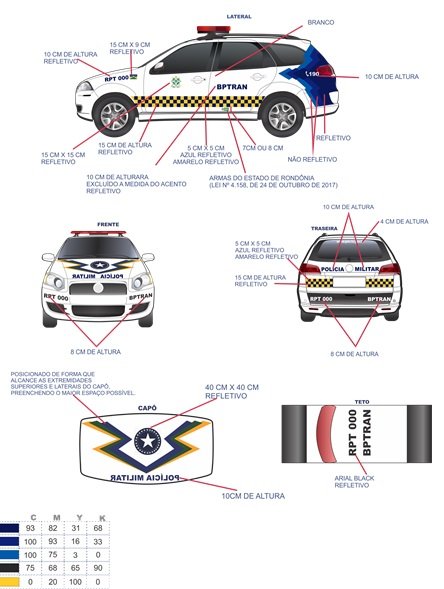 LATERAL
BRANCO
15 CM X 9 CM
REFLETIVO
10 CM DE ALTURA
REFLETIVO
RPT 000
190
10 CM DE ALTURA
BPTRAN
REFLETIVO
15 CM X 15 CM
REFLETIVO
15 CM DE ALTURA
REFLETIVO
5 CM X 5 CM
AZUL REFLETIVO
AMARELO REFLETIVO
7CM OU 8 CM
NÃO REFLETIVO
10 CM DE ALTURARA
EXCLUÍDO A MEDIDA DO ACENTO
REFLETIVO
ARMAS DO ESTADO DE RONDÔNIA
(LEI Nº 4.158, DE 24 DE OUTUBRO DE 2017)
FRENTE
POLÍCIA MILITAR
RPT 000
BPTRAN
8 CM DE ALTURA
10 CM DE ALTURA
TRASEIRA
4 CM DE ALTURA
5 CM X 5 CM
AZUL REFLETIVO
AMARELO REFLETIVO
15 CM DE ALTURA
REFLETIVO
POLÍCIA MILITAR
RPT 000
BPTRAN
8 CM DE ALTURA
POSICIONADO DE FORMA QUE
ALCANCE AS EXTREMIDADES
SUPERIORES E LATERAIS DO CAPÔ,
PREENCHENDO O MAIOR ESPAÇO POSSÍVEL.
40 CM X 40 CM
REFLETIVO
CAPÔ
POLÍCIA MILITAR
10CM DE ALTURA
TETO
RPT 000
BPTRAN
ARIAL BLACK
REFLETIVO
C M Y K
93 82 31 68
100 93 16 33
100 75 3 0
75 68 65 90
0 20 100 0